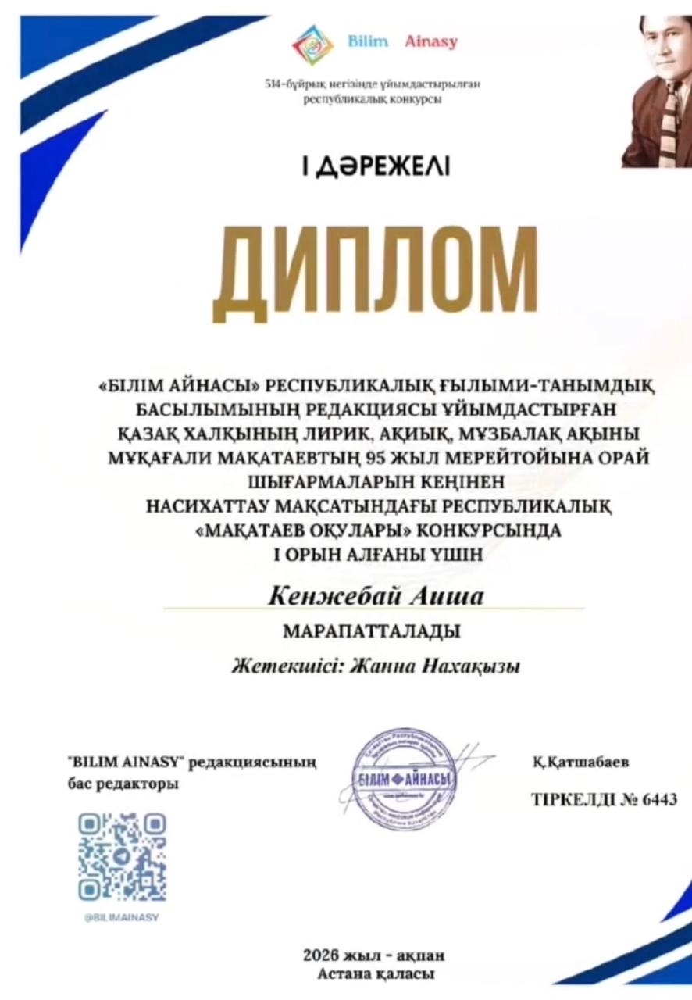 Bilim Ainasy
514-бұйрық негізінде ұйымдастырылған
республикалық конкурсы
І ДӘРЕЖЕЛІ
ДИПЛОМ
«БІЛІМ АЙНАСЫ» РЕСПУБЛИКАЛЫҚ ҒЫЛЫМИ-ТАНЫМДЫҚ
БАСЫЛЫМЫНЫҢ РЕДАКЦИЯСЫ ҰЙЫМДАСТЫРҒАН
ҚАЗАҚ ХАЛҚЫНЫҢ ЛИРИК, АҚИЫҚ, МҰЗБАЛАҚ АҚЫНЫ
МҰҚАҒАЛИ МАҚАТАЕВТЫҢ 95 ЖЫЛ МЕРЕЙТОЙЫНА ОРАЙ
ШЫҒАРМАЛАРЫН КЕҢІНЕН
НАСИХАТТАУ МАҚСАТЫНДАҒЫ РЕСПУБЛИКАЛЫҚ
«МАҚАТАЕВ ОҚУЛАРЫ» КОНКУРСЫНДА
І ОРЫН АЛҒАНЫ ҮШІН
Кенжебай Аиша
МАРАПАТТАЛАДЫ
Жетекшісі: Жанна Нахақызы
"BILIM AINASY" редакциясының
бас редакторы
БІЛІМ АЙНАСЫ
Қ.Қатшабаев
ТІРКЕЛДІ № 6443
@BILIMAINASY
2026 жыл - ақпан
Астана қаласы